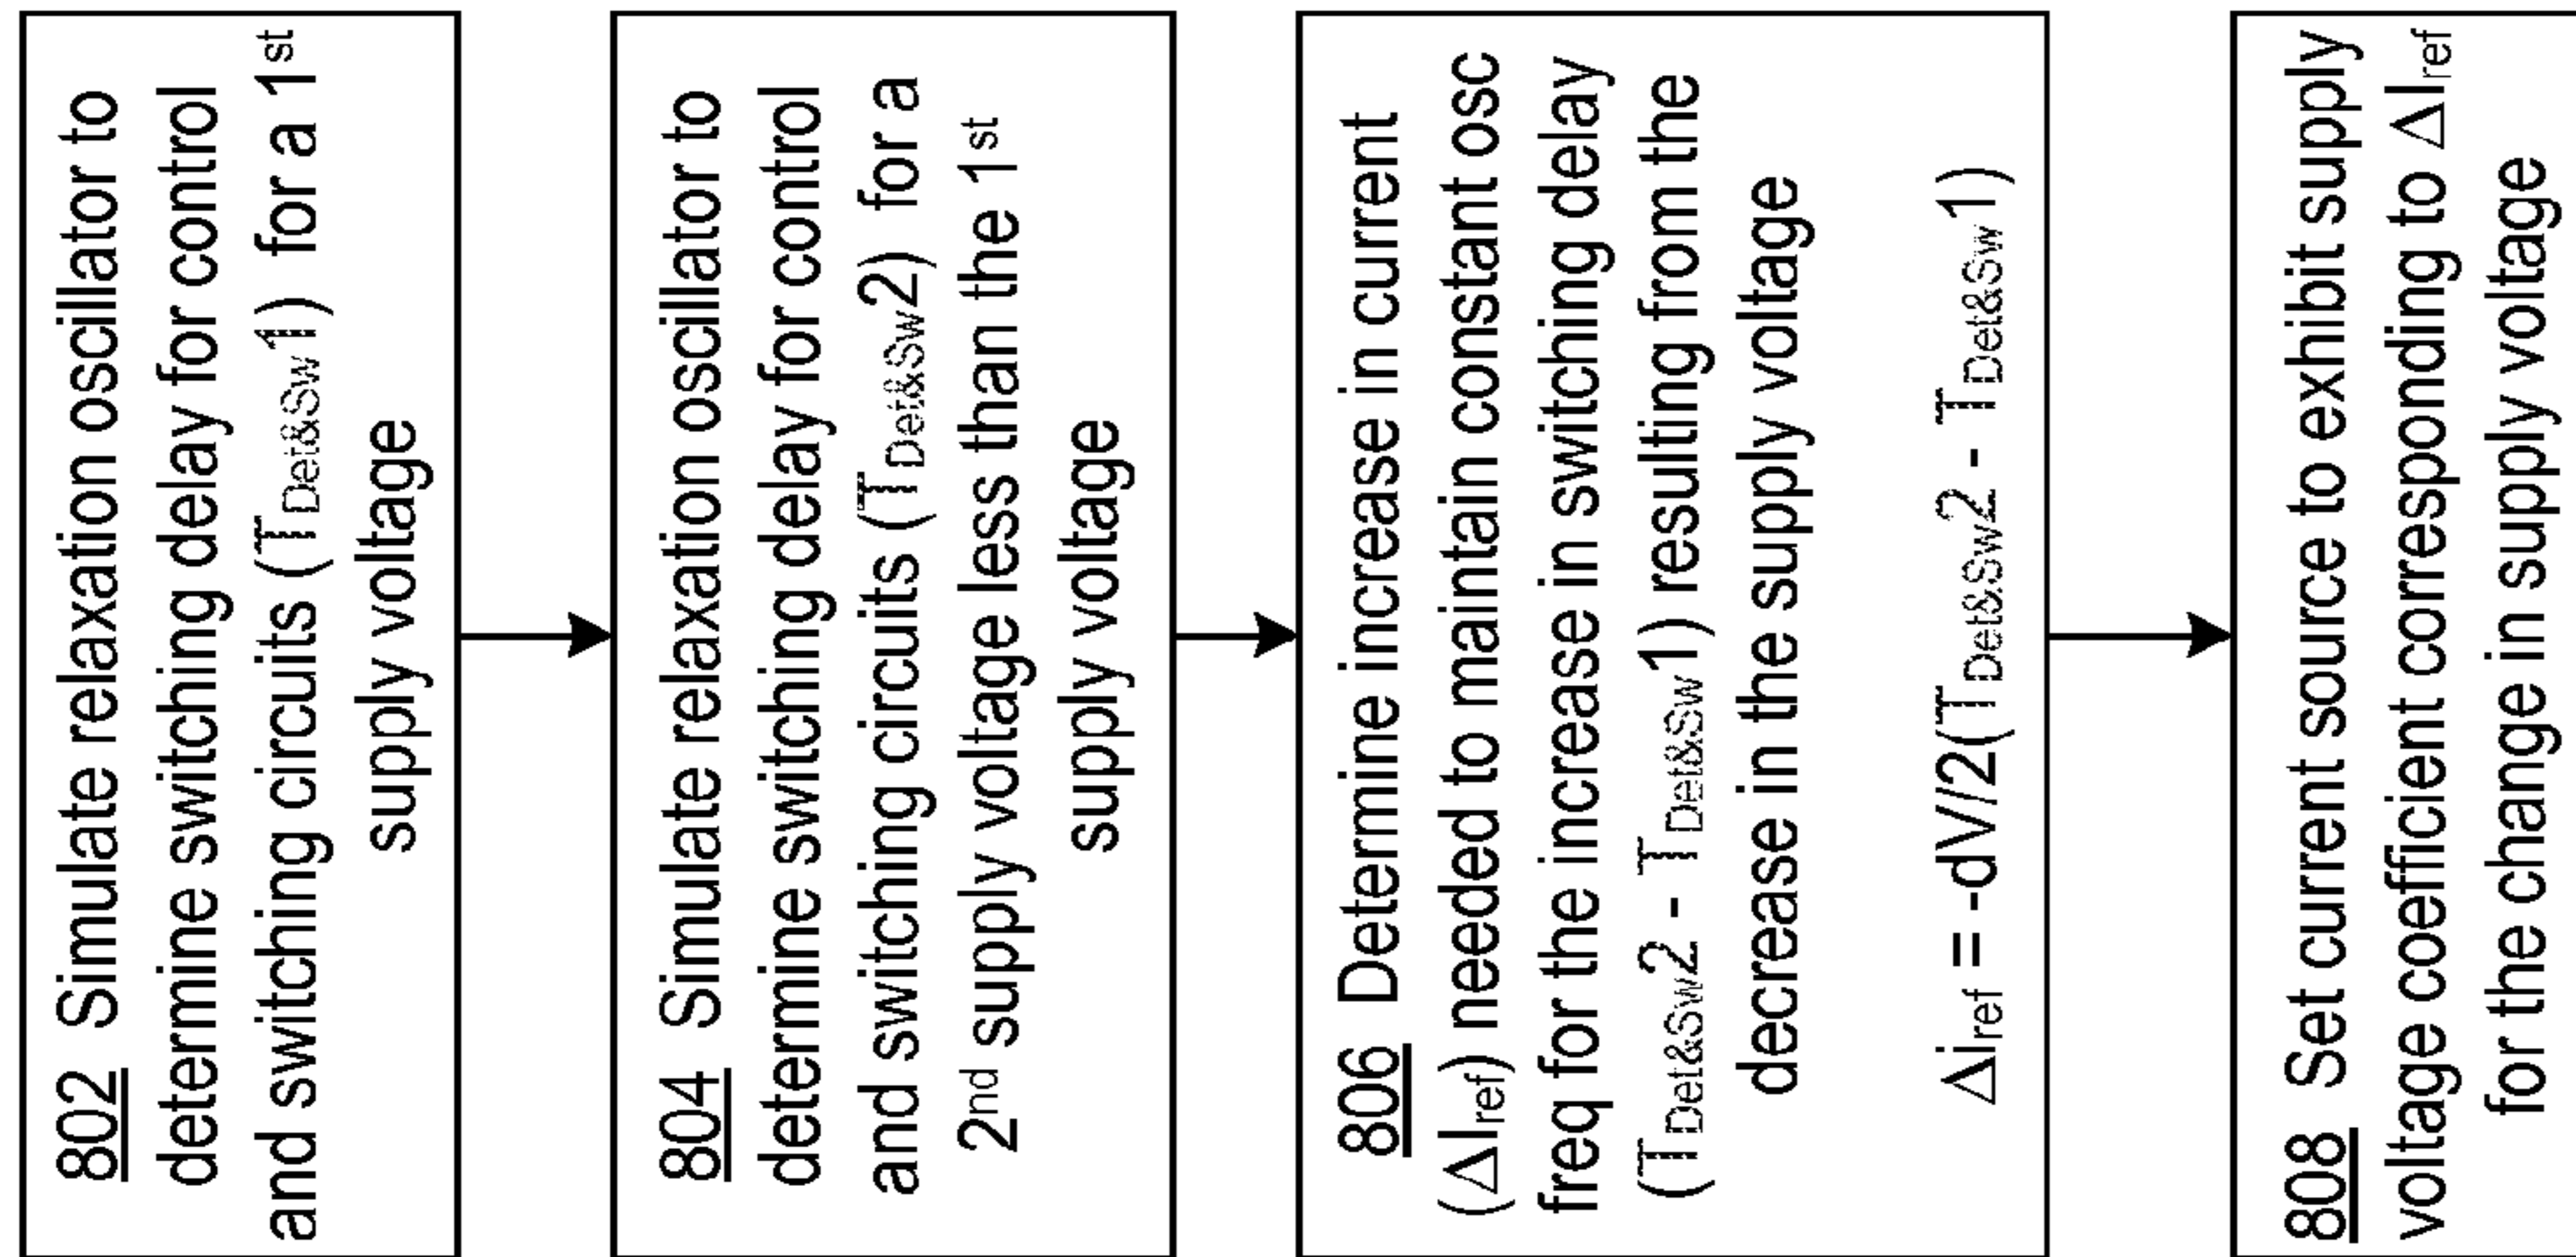 802 Simulate relaxation oscillator to
determine switching delay for control
and switching circuits (TDet&Sw1) for a 1st
supply voltage
804 Simulate relaxation oscillator to
determine switching delay for control
and switching circuits (TDet&Sw2) for a
2nd supply voltage less than the 1st
supply voltage
806 Determine increase in current
(ΔIref) needed to maintain constant osc
freq for the increase in switching delay
(TDet&Sw2 - TDet&Sw1) resulting from the
decrease in the supply voltage
Δiref = -dV/2(TDet&Sw2 - TDet&Sw1)
808 Set current source to exhibit supply
voltage coefficient corresponding to ΔIref
for the change in supply voltage